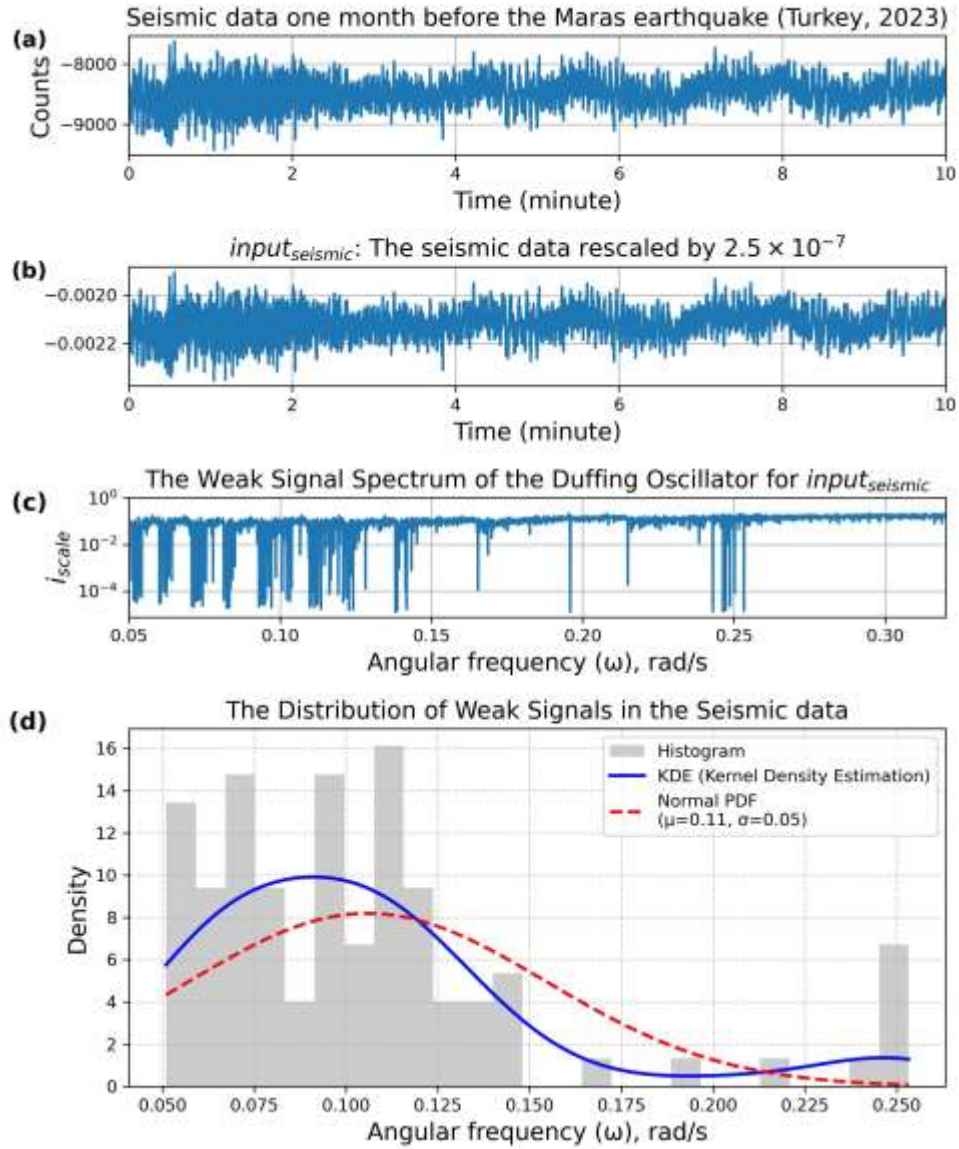 Seismic data one month before the Maras earthquake (Turkey, 2023)
(a)
−8000
−9000
Counts
0 2 4 6 8 10
Time (minute)
input_seismic: The seismic data rescaled by 2.5 × 10⁻⁷
(b)
−0.0020
−0.0022
0 2 4 6 8 10
Time (minute)
The Weak Signal Spectrum of the Duffing Oscillator for input_seismic
(c)
10⁰
10⁻²
10⁻⁴
i_scale
0.05 0.10 0.15 0.20 0.25 0.30
Angular frequency (ω), rad/s
(d)
The Distribution of Weak Signals in the Seismic data
16
14
12
10
8
6
4
2
0
Density
Histogram
KDE (Kernel Density Estimation)
Normal PDF
(μ=0.11, σ=0.05)
0.050 0.075 0.100 0.125 0.150 0.175 0.200 0.225 0.250
Angular frequency (ω), rad/s